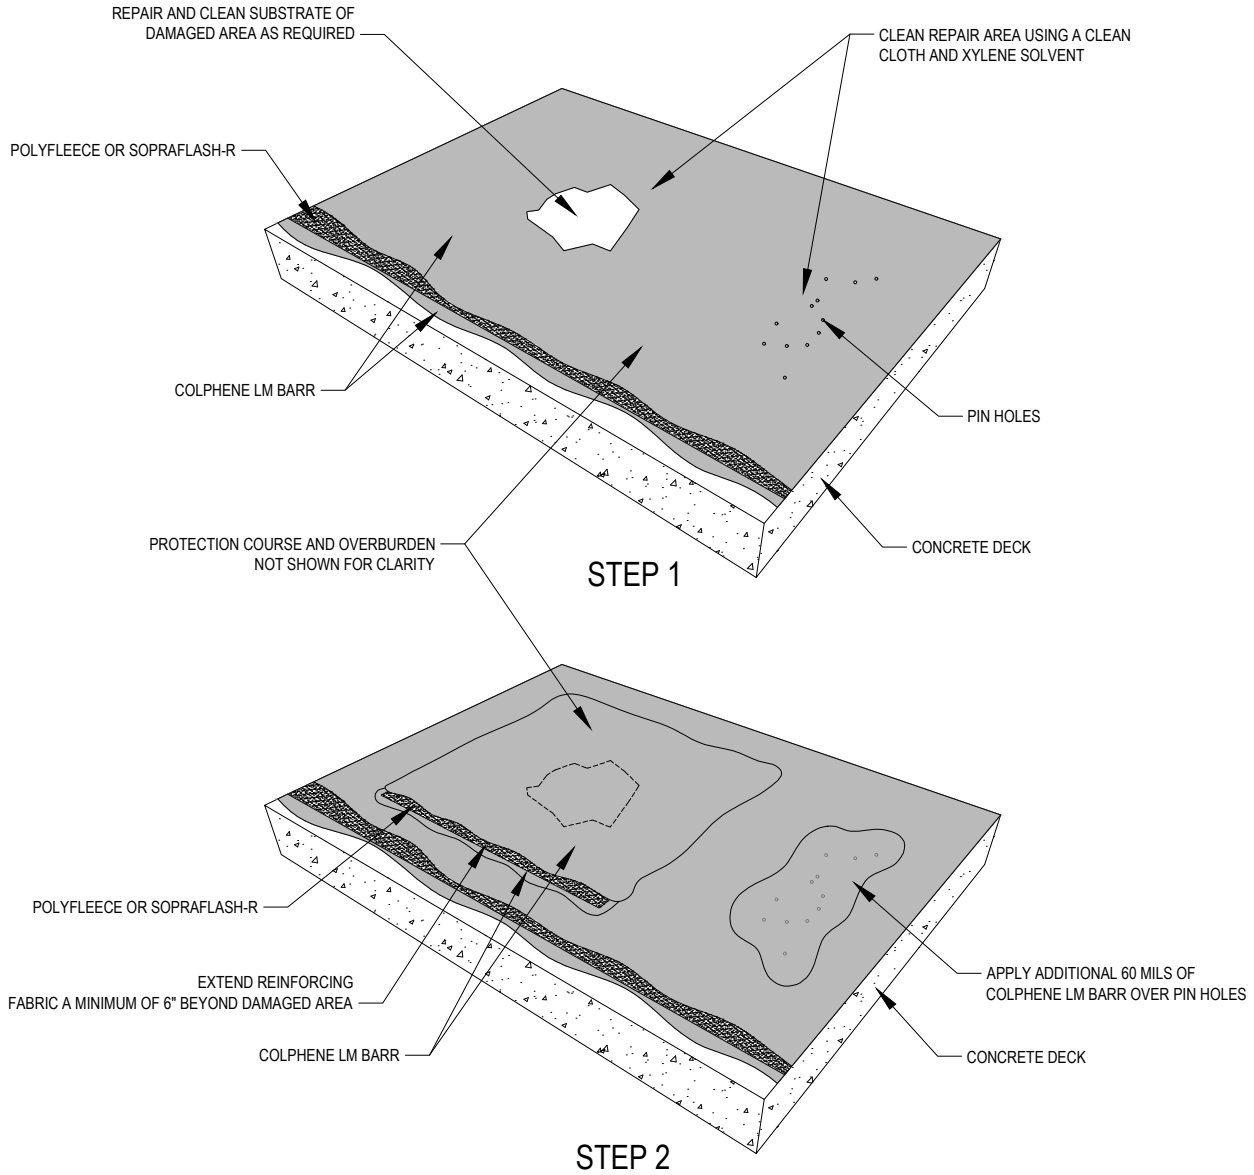 REPAIR AND CLEAN SUBSTRATE OF
DAMAGED AREA AS REQUIRED
CLEAN REPAIR AREA USING A CLEAN
CLOTH AND XYLENE SOLVENT
POLYFLEECE OR SOPRAFLASH-R
COLPHENE LM BARR
PIN HOLES
PROTECTION COURSE AND OVERBURDEN
NOT SHOWN FOR CLARITY
CONCRETE DECK
STEP 1
POLYFLEECE OR SOPRAFLASH-R
EXTEND REINFORCING
FABRIC A MINIMUM OF 6" BEYOND DAMAGED AREA
APPLY ADDITIONAL 60 MILS OF
COLPHENE LM BARR OVER PIN HOLES
COLPHENE LM BARR
CONCRETE DECK
STEP 2